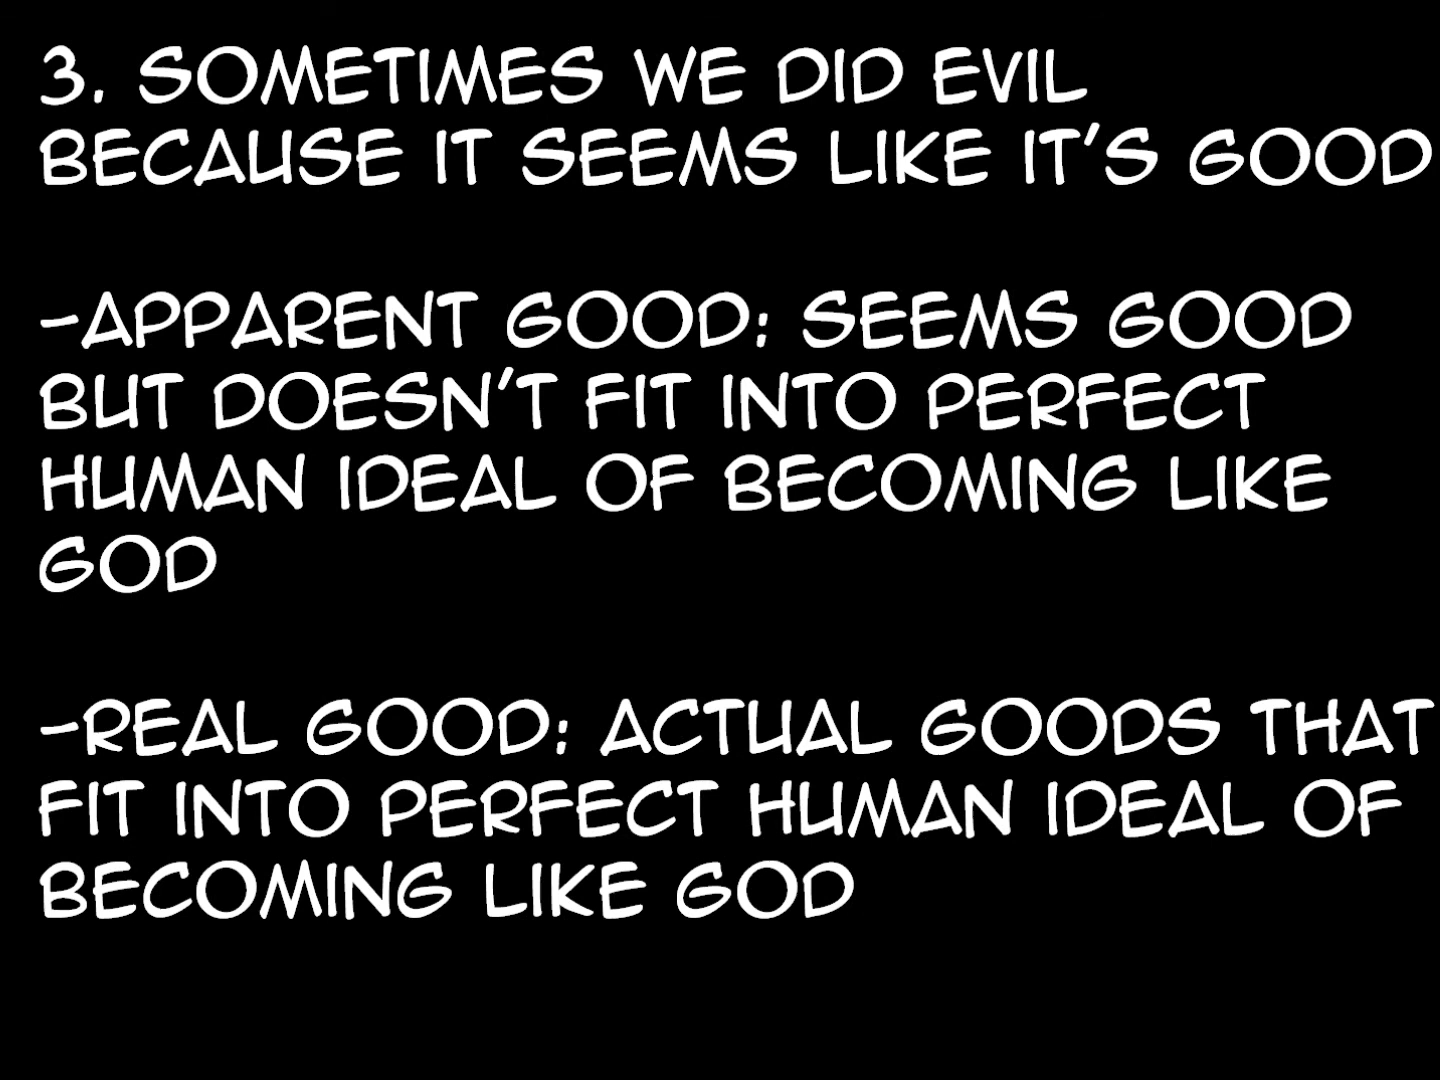 3. SOMETIMES WE DID EVIL
BECAUSE IT SEEMS LIKE IT'S GOOD
-APPARENT GOOD: SEEMS GOOD
BUT DOESN'T FIT INTO PERFECT
HUMAN IDEAL OF BECOMING LIKE
GOD
-REAL GOOD: ACTUAL GOODS THAT
FIT INTO PERFECT HUMAN IDEAL OF
BECOMING LIKE GOD